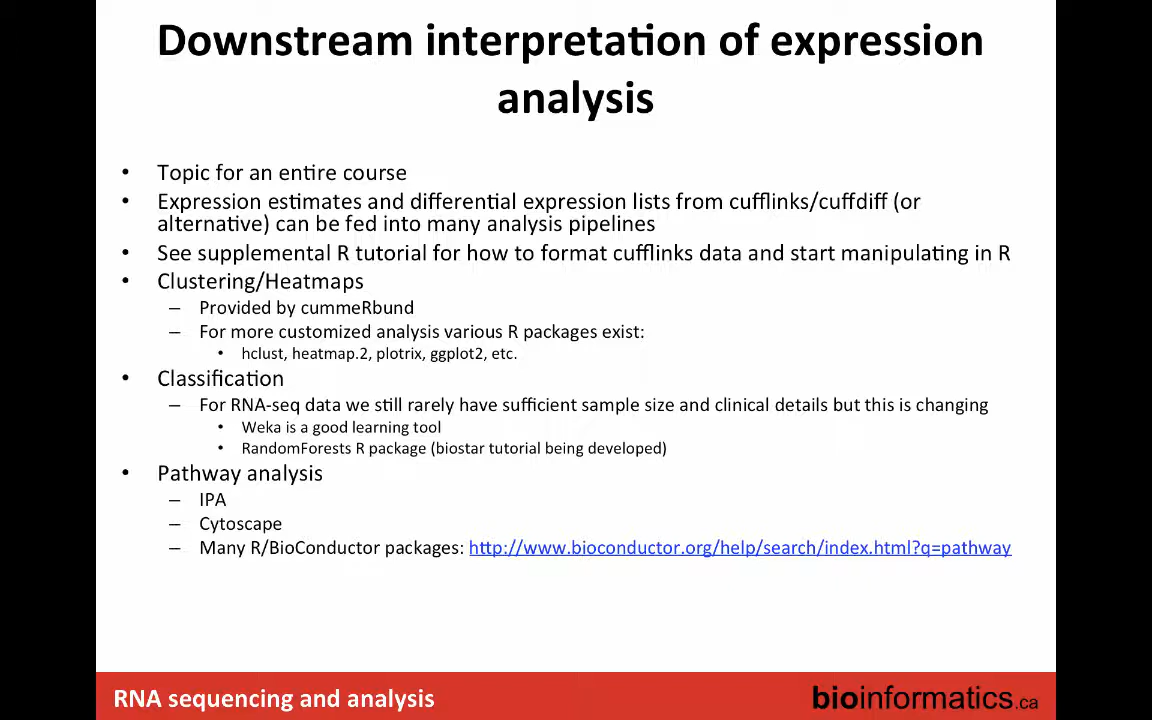 Downstream interpretation of expression
analysis
• Topic for an entire course
• Expression estimates and differential expression lists from cufflinks/cuffdiff (or
alternative) can be fed into many analysis pipelines
• See supplemental R tutorial for how to format cufflinks data and start manipulating in R
• Clustering/Heatmaps
– Provided by cummeRbund
– For more customized analysis various R packages exist:
• hclust, heatmap.2, plotrix, ggplot2, etc.
• Classification
– For RNA-seq data we still rarely have sufficient sample size and clinical details but this is changing
• Weka is a good learning tool
• RandomForests R package (biostar tutorial being developed)
• Pathway analysis
– IPA
– Cytoscape
– Many R/BioConductor packages: http://www.bioconductor.org/help/search/index.html?q=pathway
RNA sequencing and analysis
bioinformatics.ca